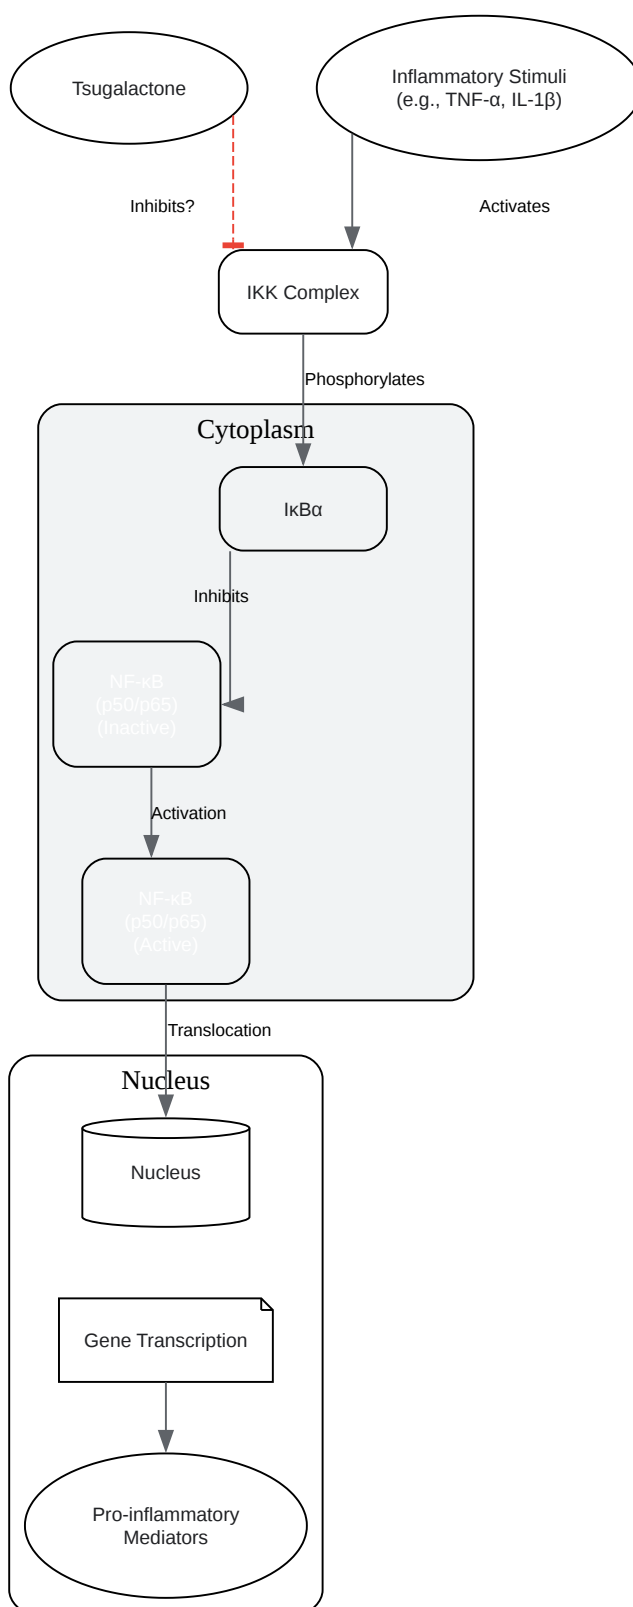 Tsugalactone
Inflammatory Stimuli
(e.g., TNF-α, IL-1β)
Inhibits?
Activates
IKK Complex
Phosphorylates
Cytoplasm
IκBα
Inhibits
NF-κB
(p50/p65)
(Inactive)
Activation
NF-κB
(p50/p65)
(Active)
Translocation
Nucleus
Nucleus
Gene Transcription
Pro-inflammatory
Mediators